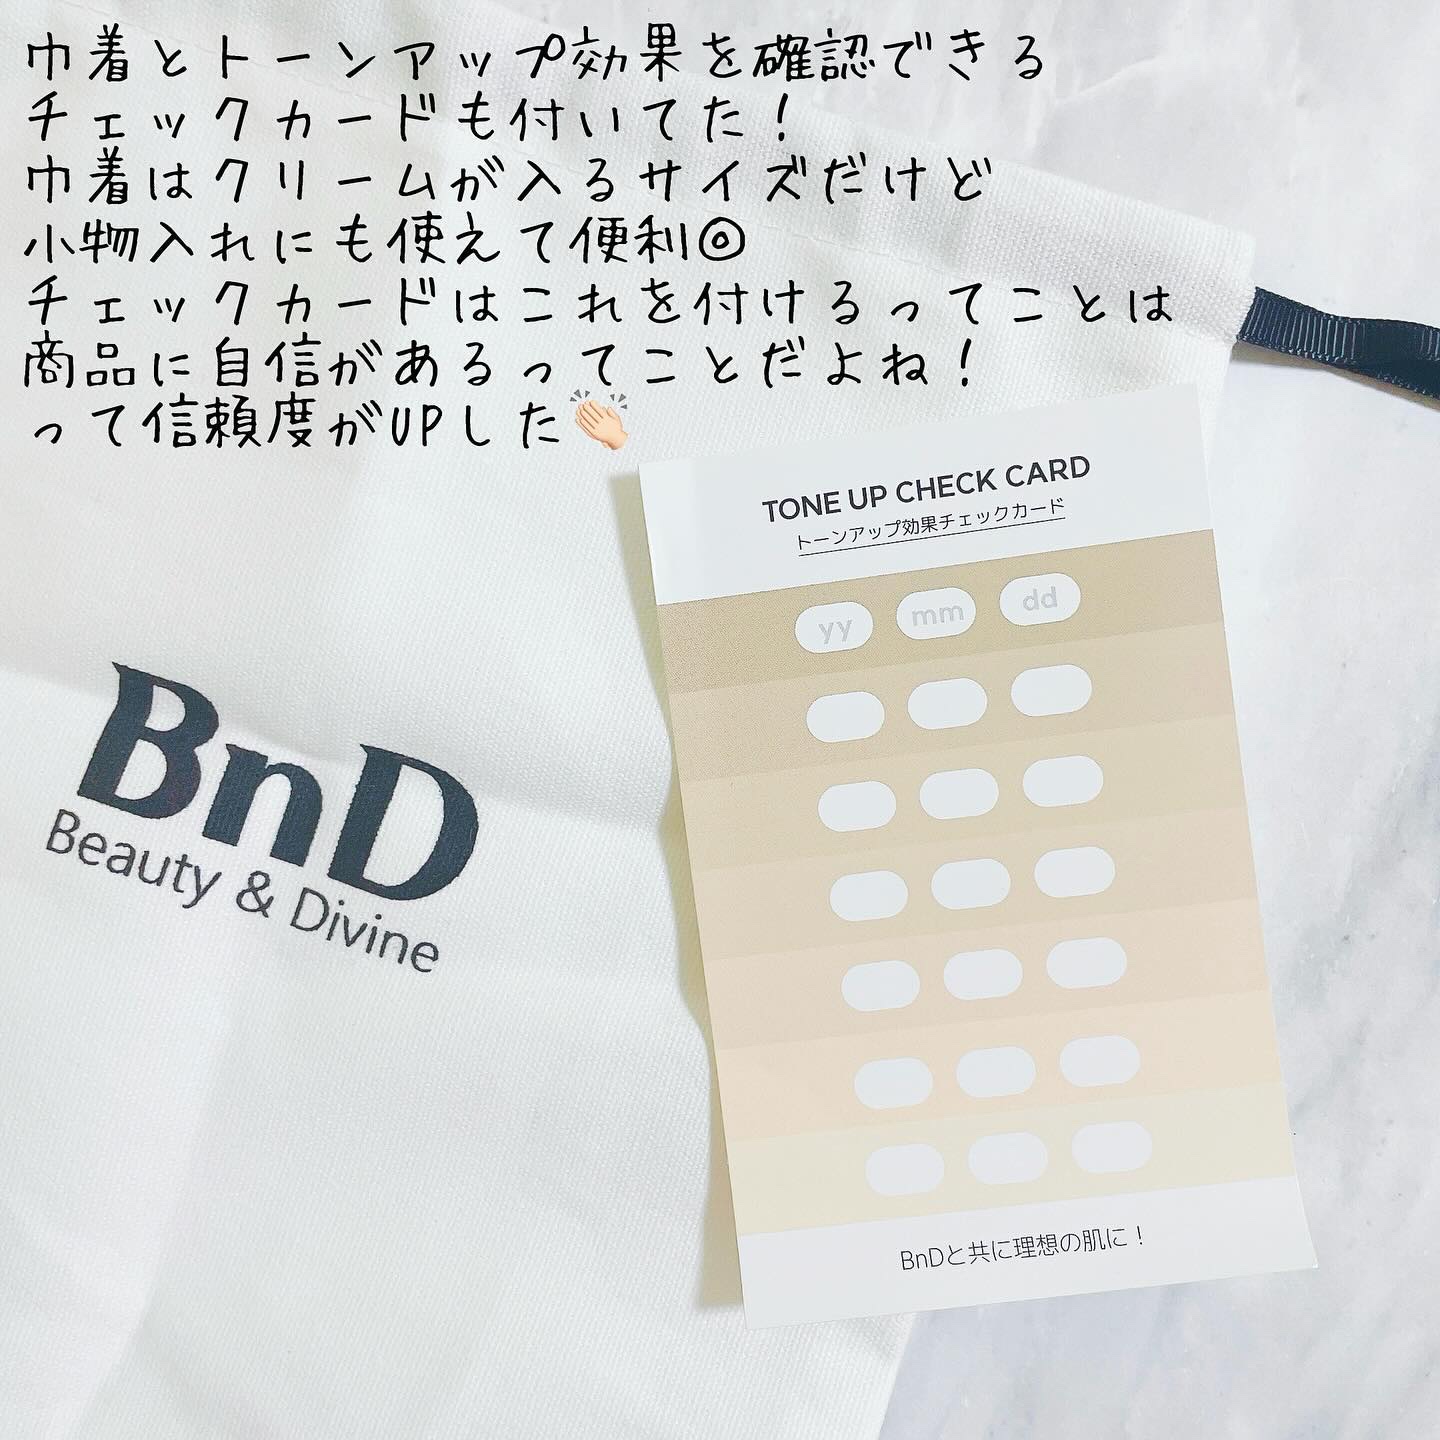 巾着とトーンアップ効果を確認できる
チェックカードも付いてた！
巾着はクリームが入るサイズだけど
小物入れにも使えて便利◎
チェックカードはこれを付けるってことは
商品に自信があるってことだよね！
って信頼度がUPした👏🏻
TONE UP CHECK CARD
トーンアップ効果チェックカード
yy mm dd
BnDと共に理想の肌に！
BnD
Beauty & Divine